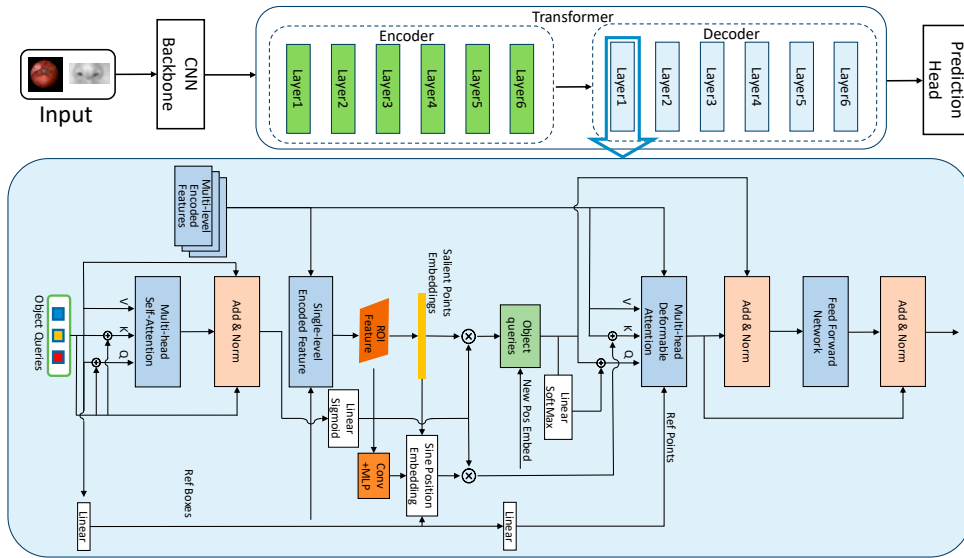 Transformer
Encoder
Decoder
Input
CNN
Backbone
Layer1
Layer2
Layer3
Layer4
Layer5
Layer6
Layer1
Layer2
Layer3
Layer4
Layer5
Layer6
Prediction
Head
Multi-level
Encoded
Features
Object Queries
V
K
Q
Multi-head
Self-Attention
Add & Norm
Single-level
Encoded Feature
Linear
Sigmoid
ROI
Feature
Salient Points
Embeddings
Conv
+MLP
Sine Position
Embedding
Object
queries
New Pos Embed
Linear
SoftMax
V
K
Q
Multi-head
Deformable
Attention
Ref Points
Add & Norm
Feed Forward
Network
Add & Norm
Ref Boxes
Linear
Linear